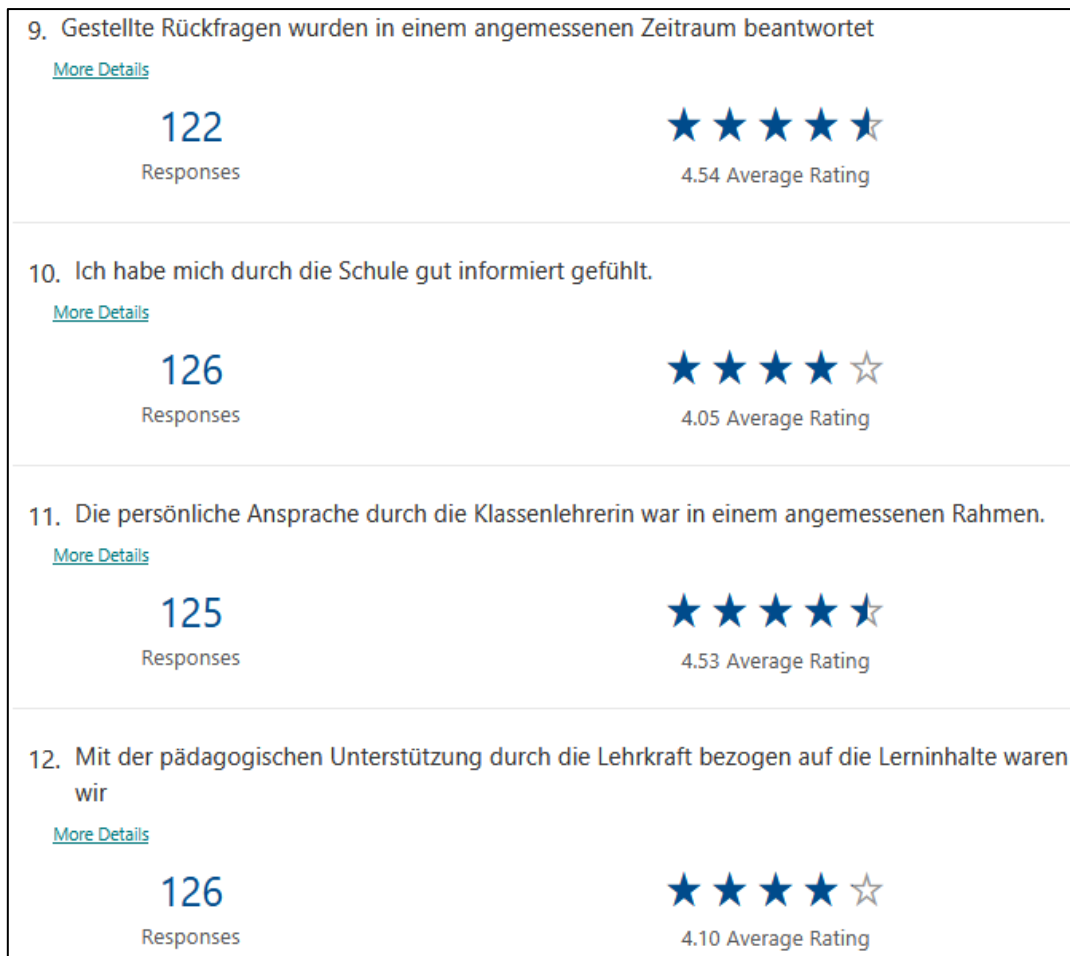 9. Gestellte Rückfragen wurden in einem angemessenen Zeitraum beantwortet
More Details
122
Responses
4.54 Average Rating
10. Ich habe mich durch die Schule gut informiert gefühlt.
More Details
126
Responses
4.05 Average Rating
11. Die persönliche Ansprache durch die Klassenlehrerin war in einem angemessenen Rahmen.
More Details
125
Responses
4.53 Average Rating
12. Mit der pädagogischen Unterstützung durch die Lehrkraft bezogen auf die Lerninhalte waren
wir
More Details
126
Responses
4.10 Average Rating